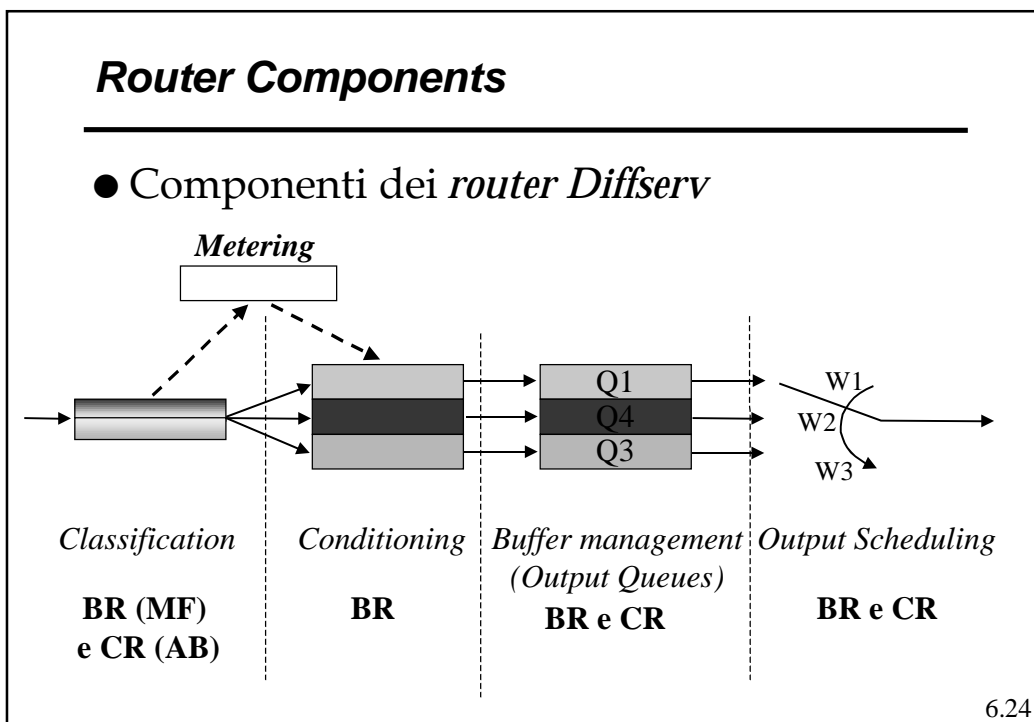 Router Components
● Componenti dei router Diffserv
Metering
Q1
Q4
Q3
W1
W2
W3
Classification
BR (MF)
e CR (AB)
Conditioning
BR
Buffer management
(Output Queues)
BR e CR
Output Scheduling
BR e CR
6.24